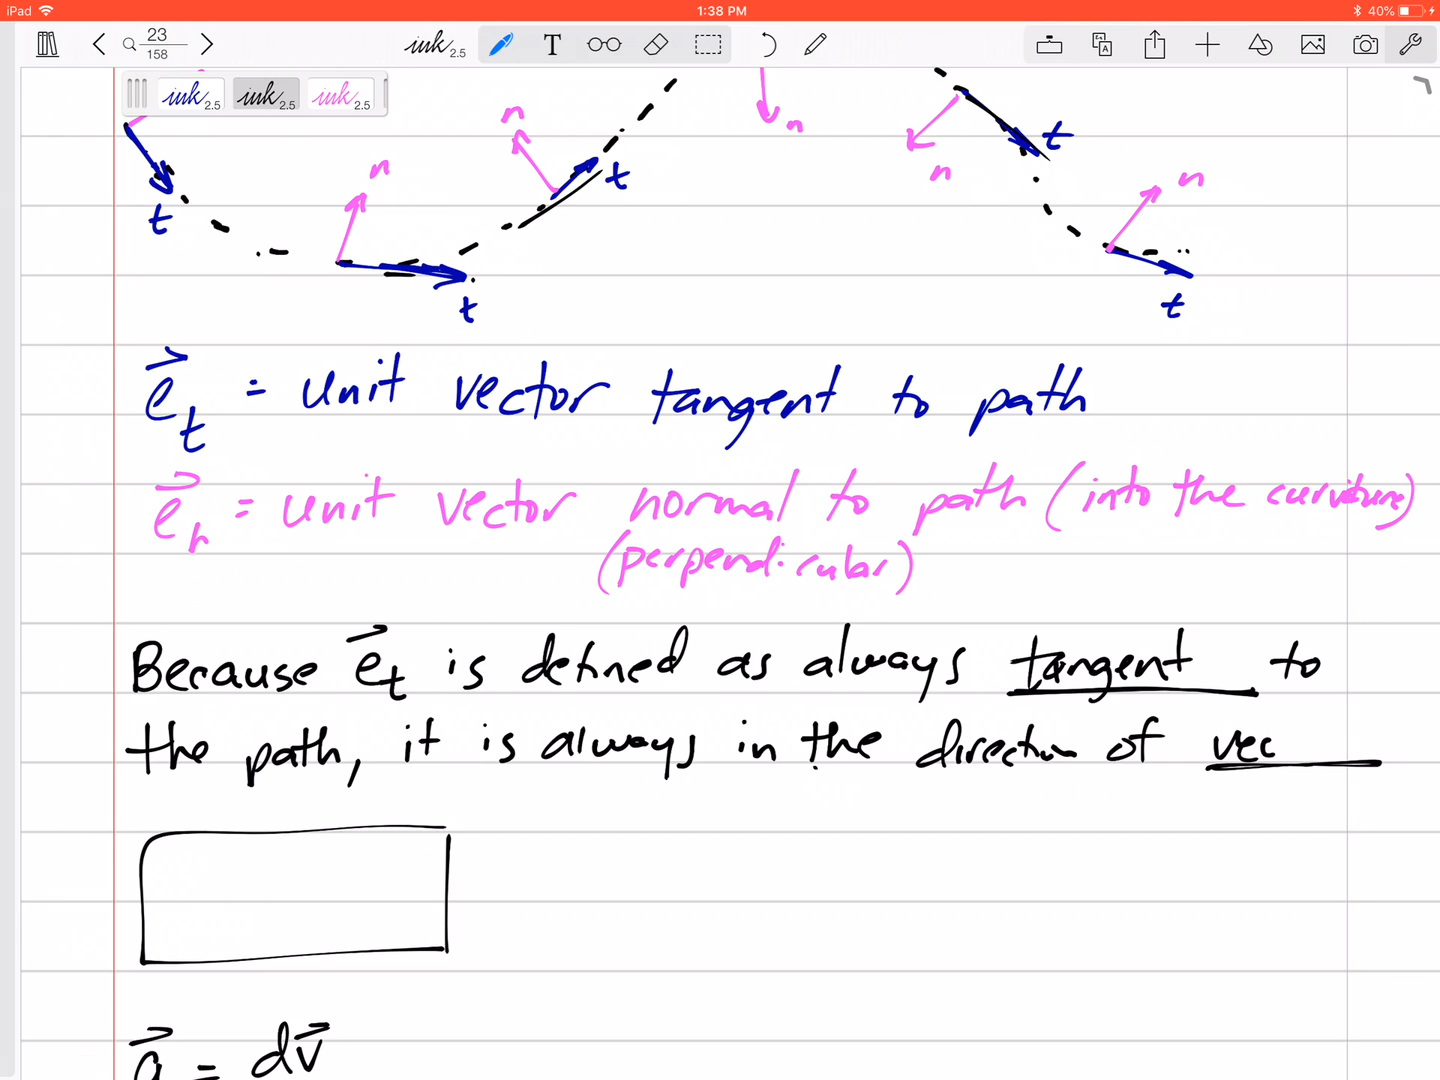 iPad 1:38 PM 40%
23
158
ink 2.5 T
ink 2.5 ink 2.5 ink 2.5
n
n
n
t
t
n
n
t
t
t
e⃗t = unit vector tangent to path
e⃗n = unit vector normal to path (into the curviture)
(perpendicular)
Because e⃗t is defined as always tangent to
the path, it is always in the direction of vec
a⃗ = dv⃗